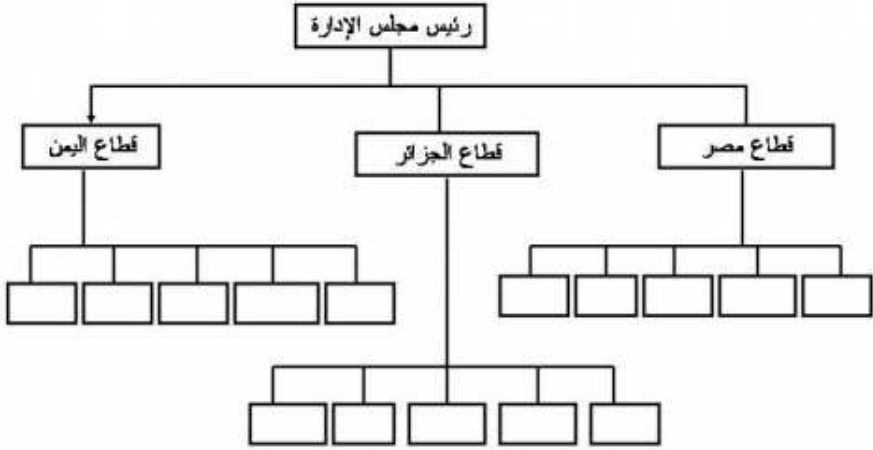 رئيس مجلس الإدارة
قطاع مصر
قطاع الجزائر
قطاع اليمن